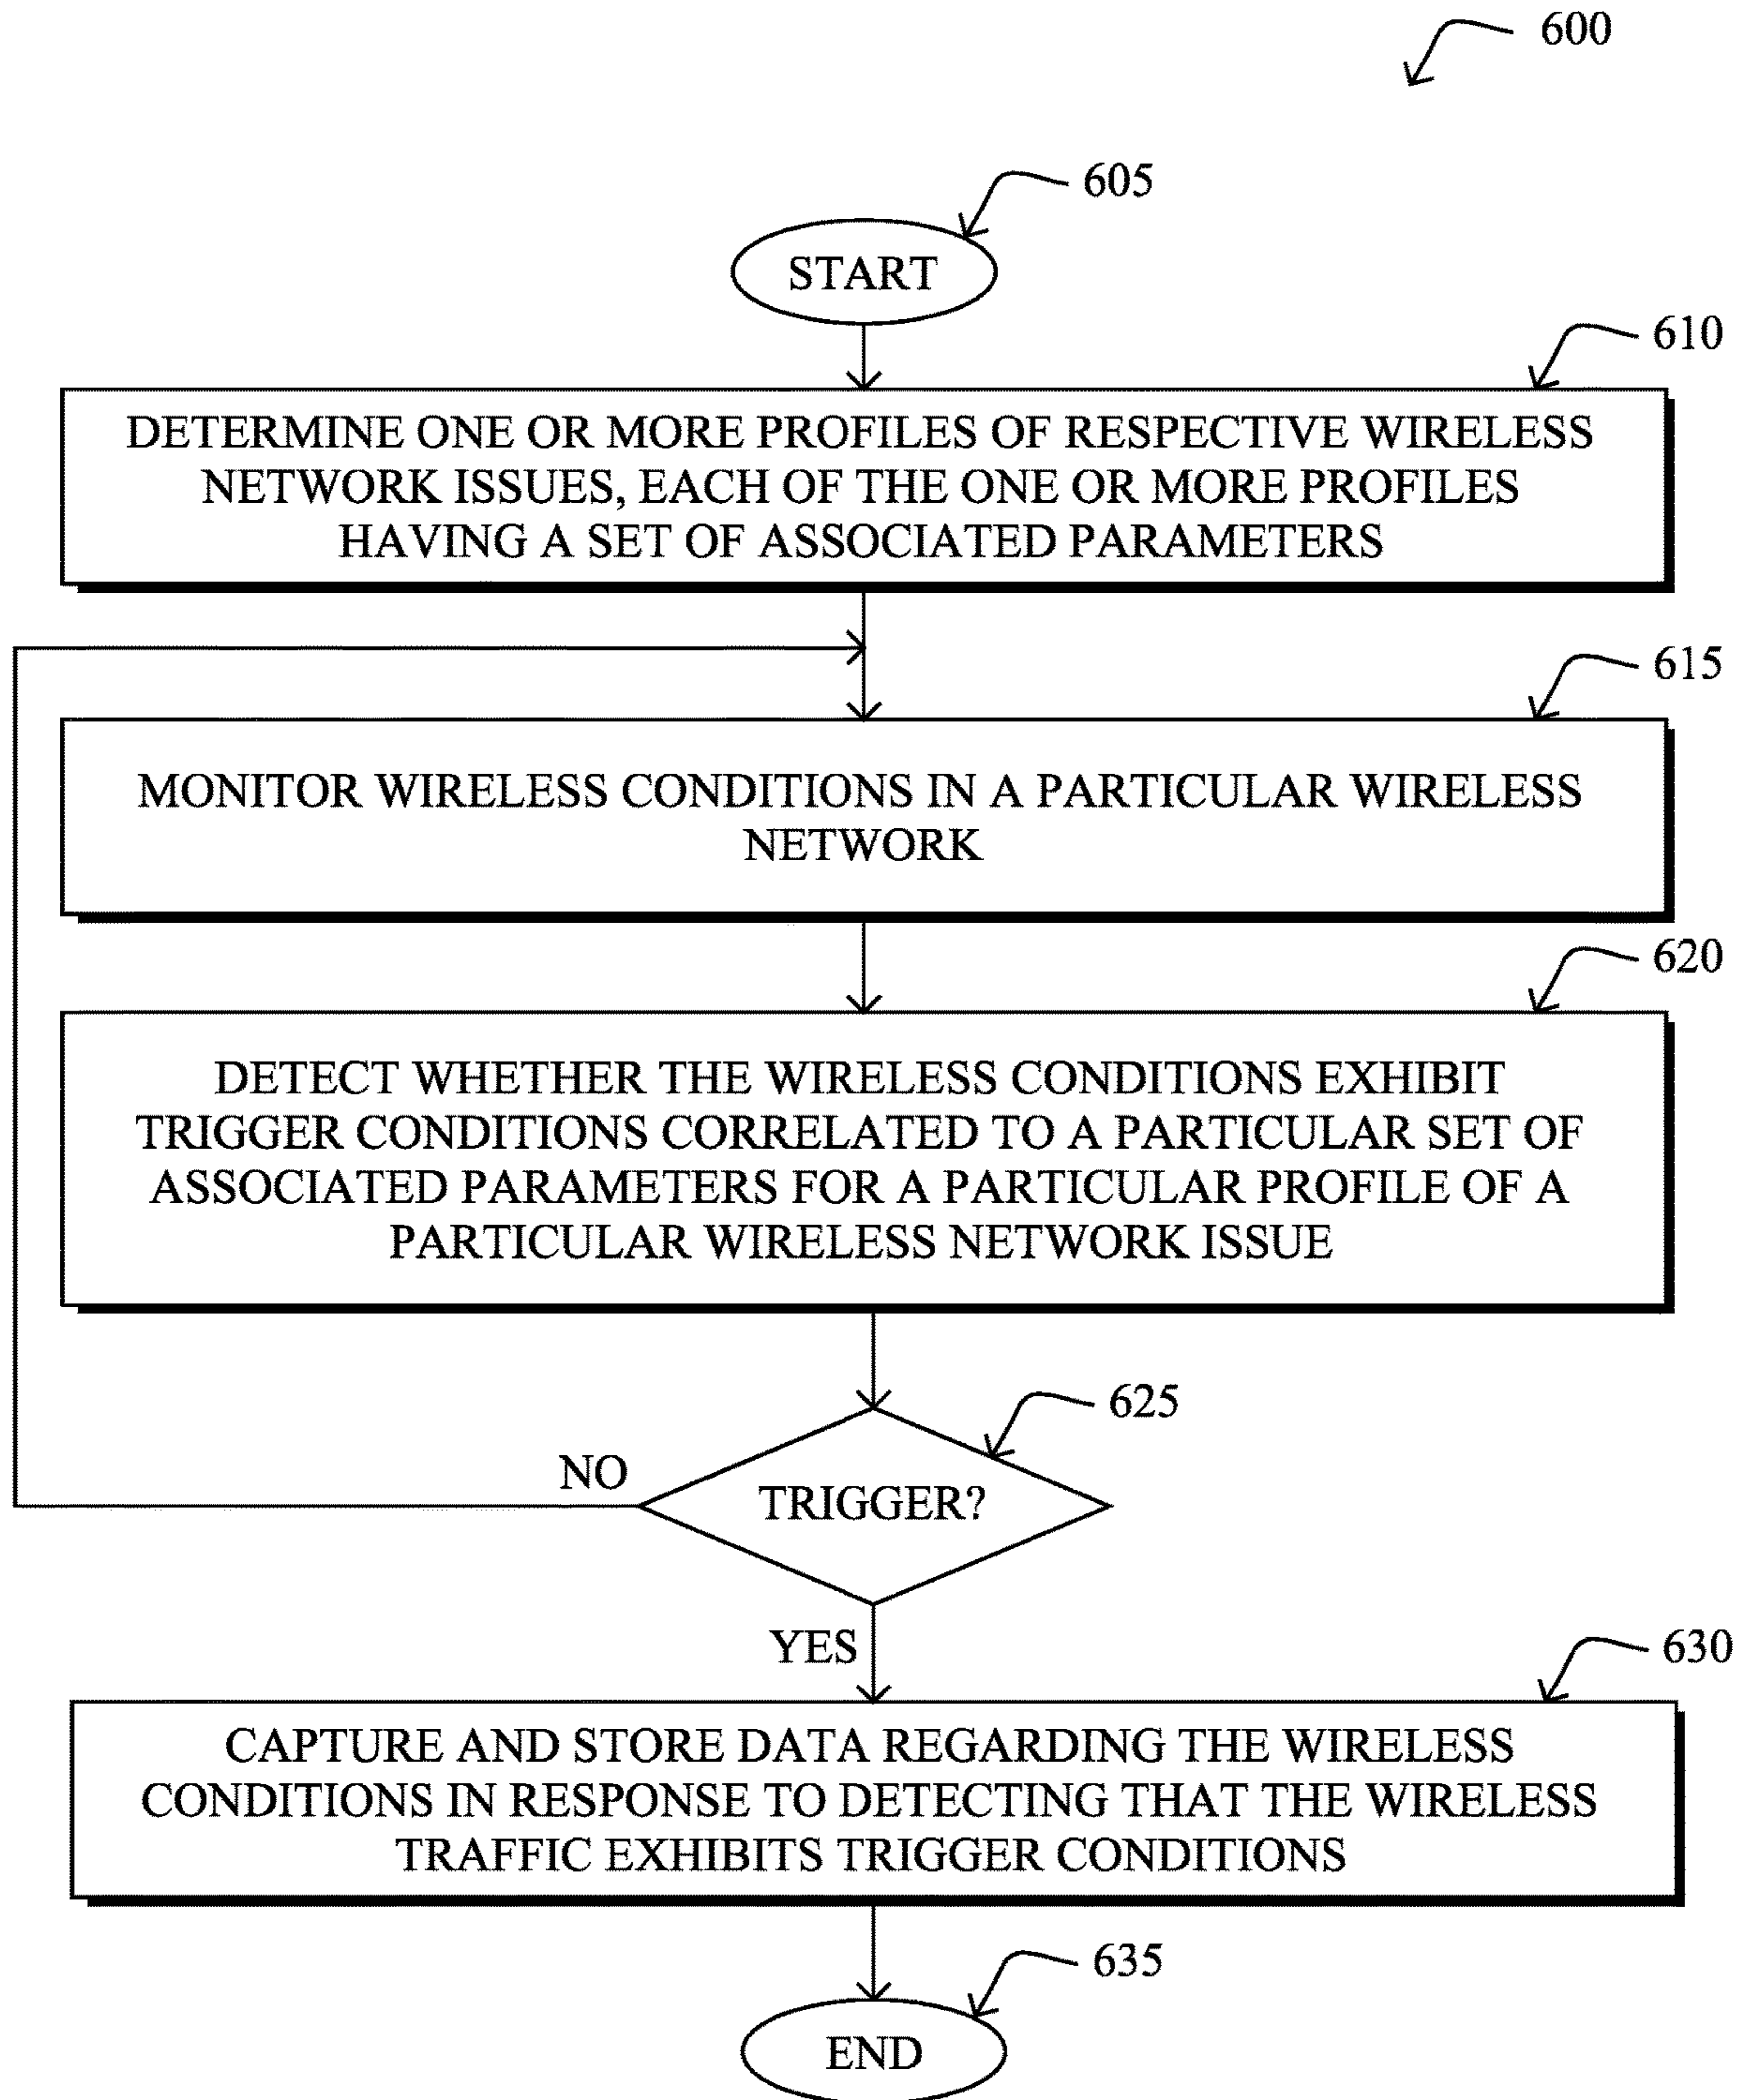 600
605
START
610
DETERMINE ONE OR MORE PROFILES OF RESPECTIVE WIRELESS
NETWORK ISSUES, EACH OF THE ONE OR MORE PROFILES
HAVING A SET OF ASSOCIATED PARAMETERS
615
MONITOR WIRELESS CONDITIONS IN A PARTICULAR WIRELESS
NETWORK
620
DETECT WHETHER THE WIRELESS CONDITIONS EXHIBIT
TRIGGER CONDITIONS CORRELATED TO A PARTICULAR SET OF
ASSOCIATED PARAMETERS FOR A PARTICULAR PROFILE OF A
PARTICULAR WIRELESS NETWORK ISSUE
625
NO
TRIGGER?
YES
630
CAPTURE AND STORE DATA REGARDING THE WIRELESS
CONDITIONS IN RESPONSE TO DETECTING THAT THE WIRELESS
TRAFFIC EXHIBITS TRIGGER CONDITIONS
635
END